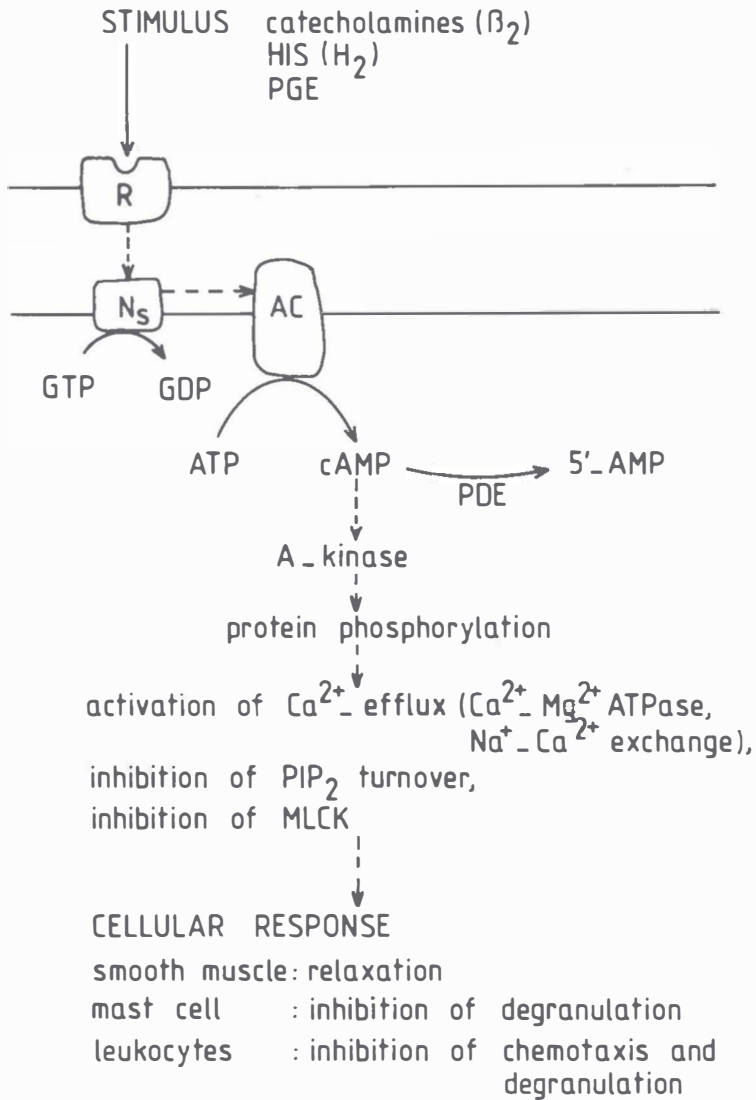 STIMULUS catecholamines (β₂)
HIS (H₂)
PGE
R
Nₛ
AC
GTP GDP
ATP cAMP 5'-AMP
PDE
A-kinase
protein phosphorylation
activation of Ca²⁺- efflux (Ca²⁺- Mg²⁺ ATPase,
Na⁺- Ca²⁺ exchange),
inhibition of PIP₂ turnover,
inhibition of MLCK
CELLULAR RESPONSE
smooth muscle: relaxation
mast cell : inhibition of degranulation
leukocytes : inhibition of chemotaxis and
degranulation